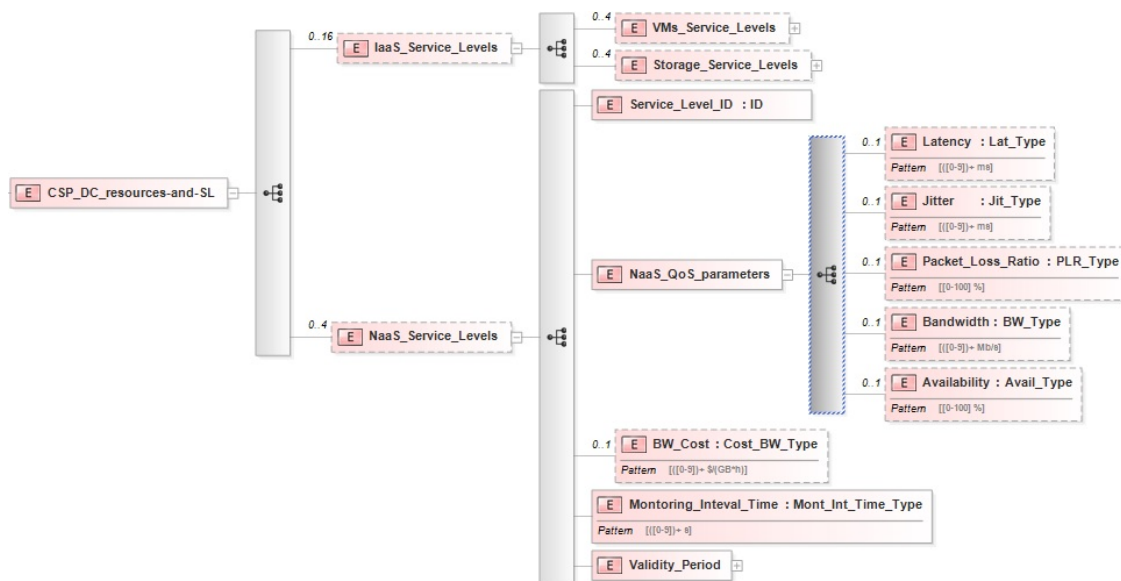 0..4
E VMs_Service_Levels
0..16
E IaaS_Service_Levels
0..4
E Storage_Service_Levels
E Service_Level_ID : ID
0..1
E Latency : Lat_Type
Pattern [([0-9])+ ms]
E CSP_DC_resources-and-SL
0..1
E Jitter : Jit_Type
Pattern [([0-9])+ ms]
E NaaS_QoS_parameters
0..1
E Packet_Loss_Ratio : PLR_Type
Pattern [[0-100] %]
0..4
E NaaS_Service_Levels
0..1
E Bandwidth : BW_Type
Pattern [([0-9])+ Mb/s]
0..1
E Availability : Avail_Type
Pattern [[0-100] %]
0..1
E BW_Cost : Cost_BW_Type
Pattern [([0-9])+ $/(GB*h)]
E Montoring_Inteval_Time : Mont_Int_Time_Type
Pattern [([0-9])+ s]
E Validity_Period